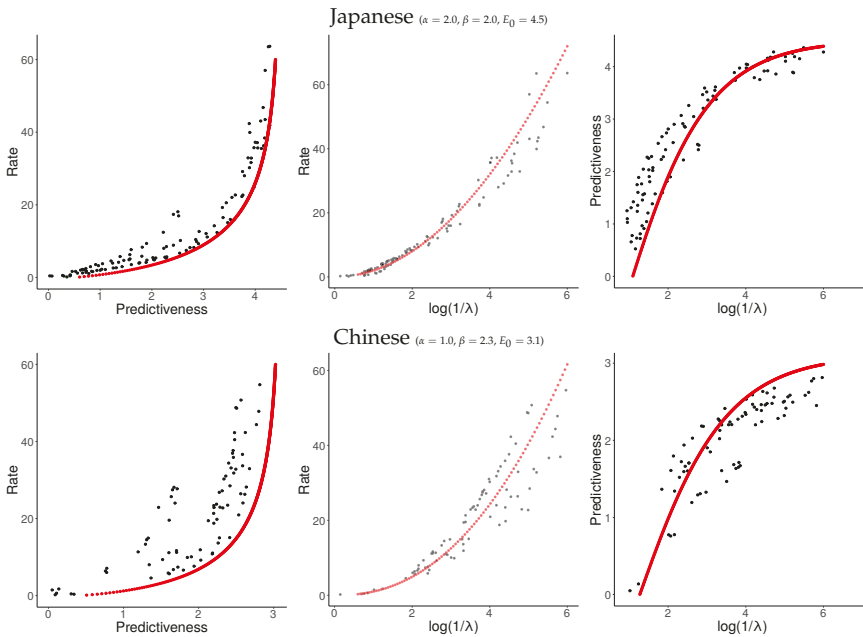 Japanese (α = 2.0, β = 2.0, E₀ = 4.5)
Rate
60
40
20
0
0 1 2 3 4
Predictiveness
Rate
60
40
20
0
0 2 4 6
log(1/λ)
Predictiveness
4
3
2
1
0
2 4 6
log(1/λ)
Chinese (α = 1.0, β = 2.3, E₀ = 3.1)
Rate
60
40
20
0
0 1 2 3
Predictiveness
Rate
60
40
20
0
0 2 4 6
log(1/λ)
Predictiveness
3
2
1
0
2 4 6
log(1/λ)